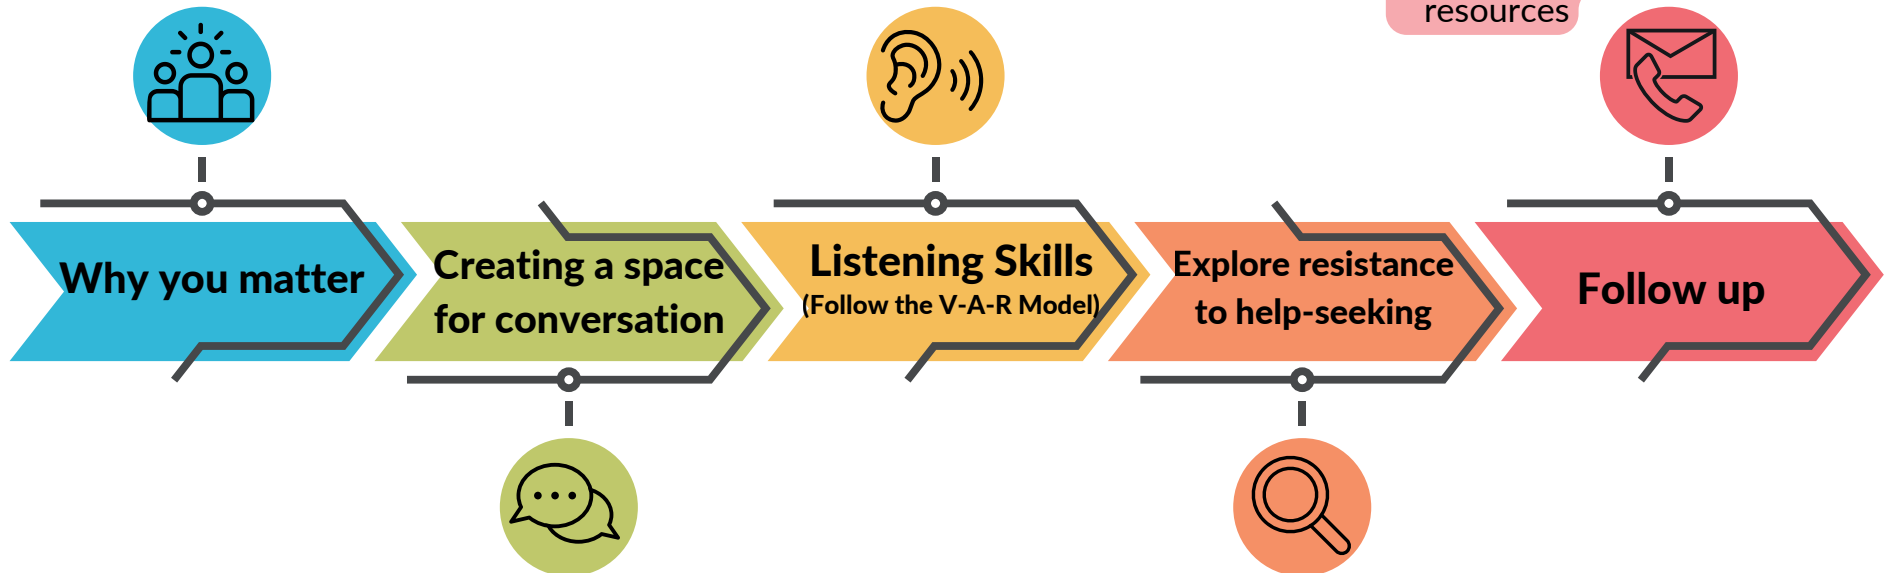 resources
Why you matter
Creating a space
for conversation
Listening Skills
(Follow the V-A-R Model)
Explore resistance
to help-seeking
Follow up